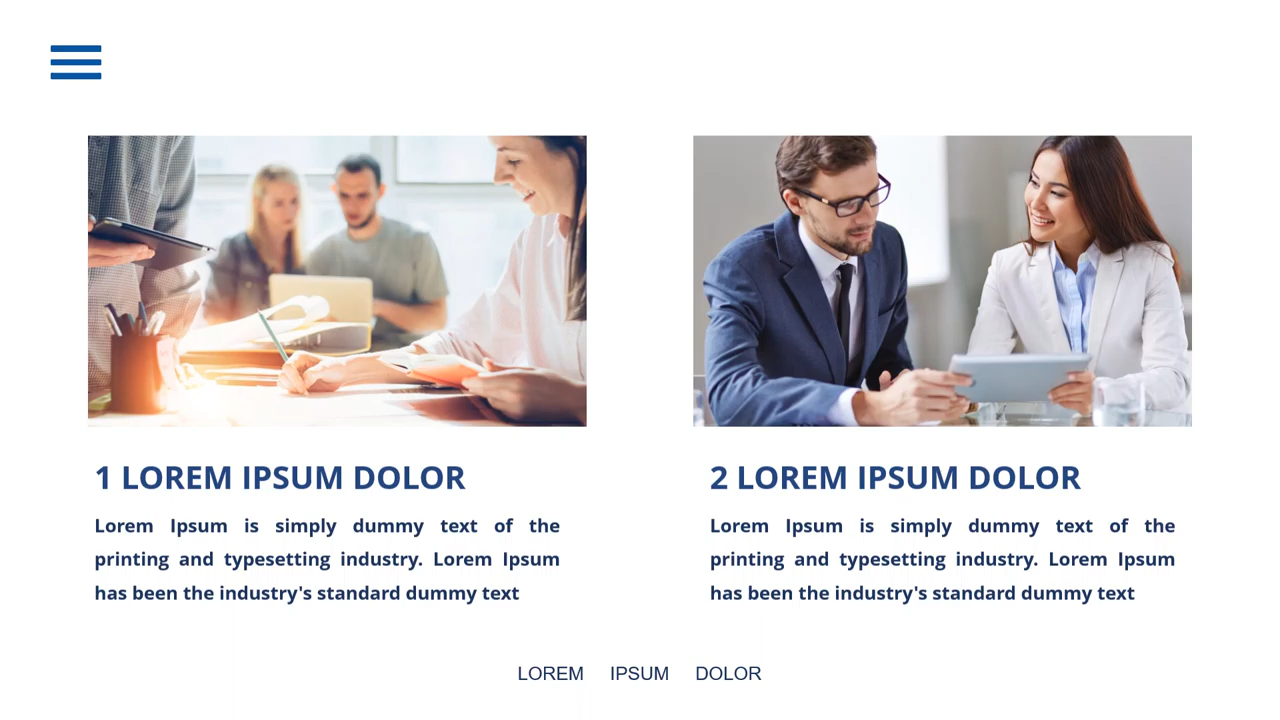 1 LOREM IPSUM DOLOR
Lorem Ipsum is simply dummy text of the
printing and typesetting industry. Lorem Ipsum
has been the industry's standard dummy text
2 LOREM IPSUM DOLOR
Lorem Ipsum is simply dummy text of the
printing and typesetting industry. Lorem Ipsum
has been the industry's standard dummy text
LOREM IPSUM DOLOR